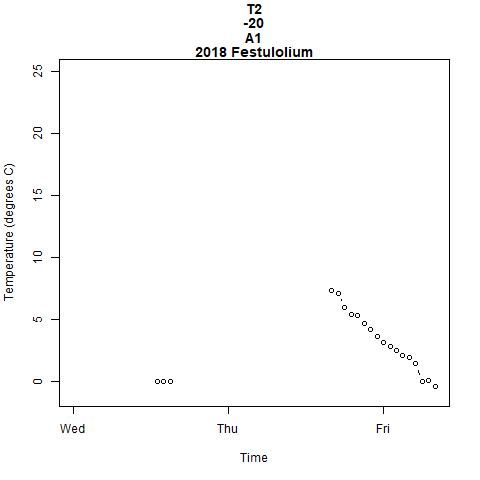 T2
-20
A1
2018 Festulolium
25
20
15
10
5
0
Temperature (degrees C)
Wed Thu Fri
Time